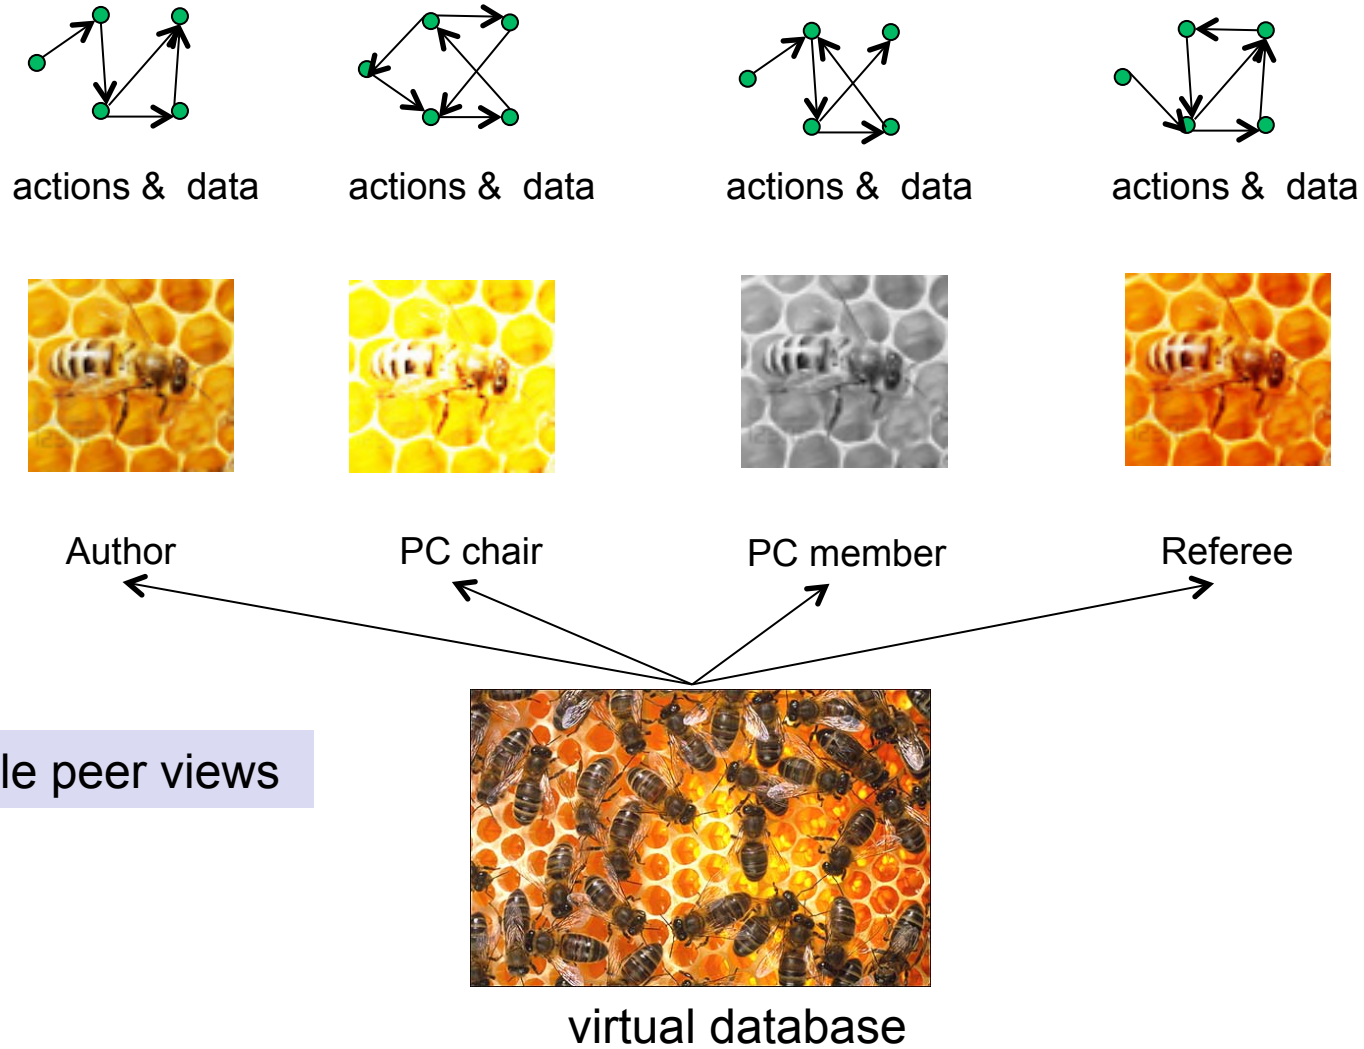 actions &  data
actions &  data
actions &  data
actions &  data
Author
PC chair
PC member
Referee
le peer views
virtual database